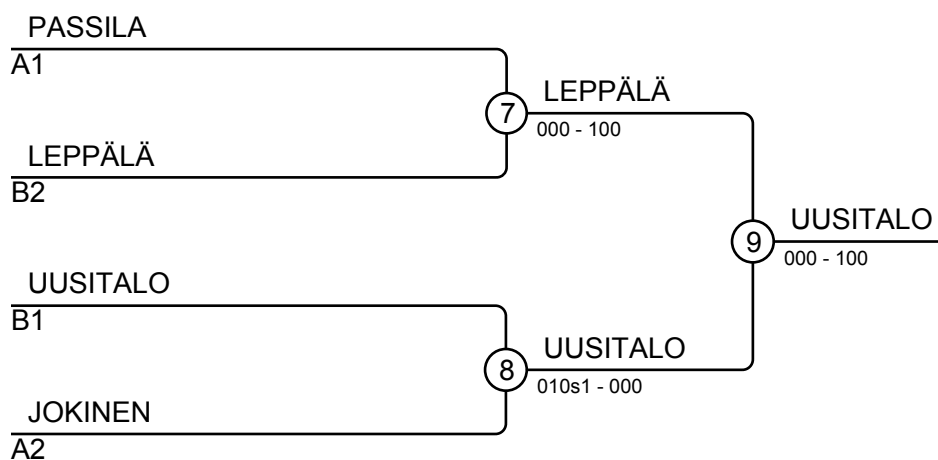 PASSILA
A1
7
LEPPÄLÄ
000 - 100
LEPPÄLÄ
B2
9
UUSITALO
000 - 100
UUSITALO
B1
8
UUSITALO
010s1 - 000
JOKINEN
A2